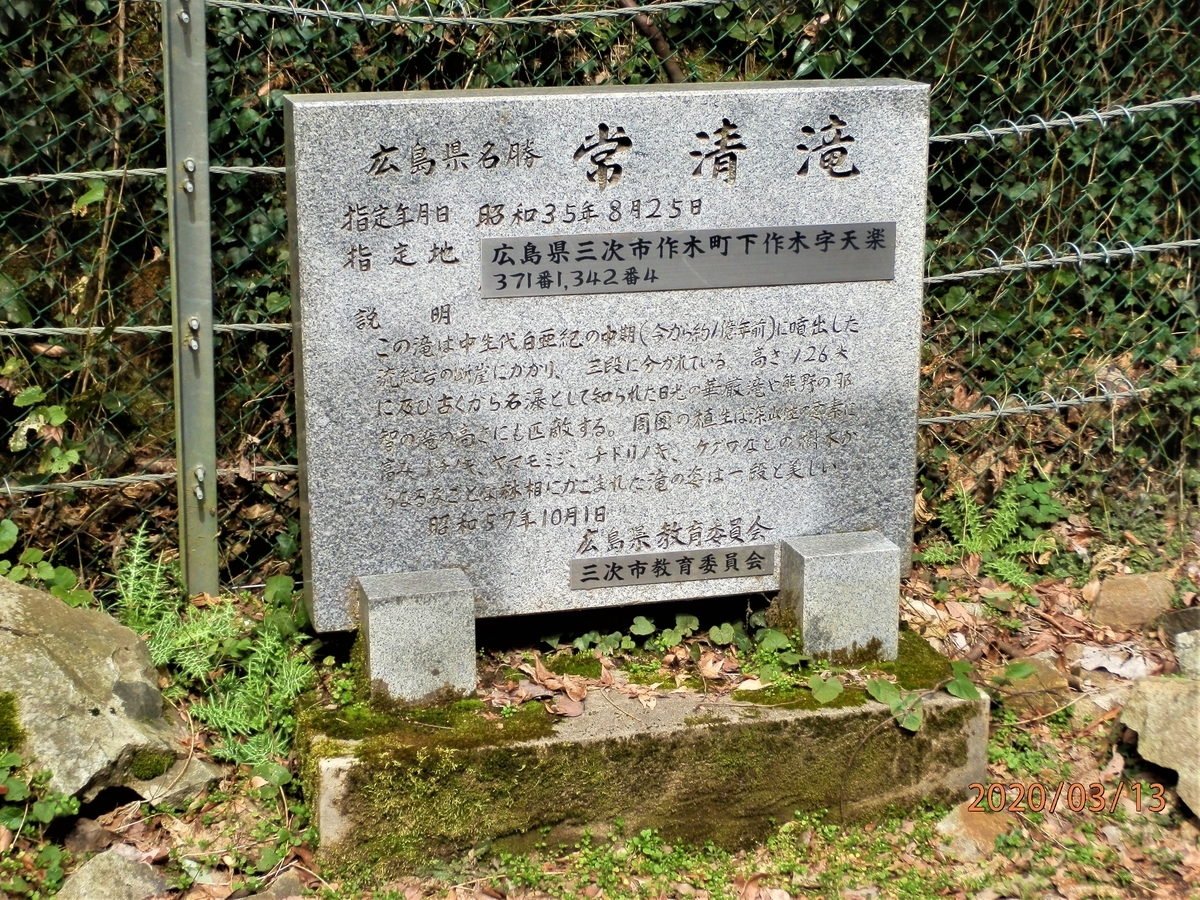 広島県名勝 常清滝
指定年月日 昭和35年8月25日
指定地 広島県三次市作木町下作木字天楽
371番1,342番4
説明
この滝は中生代白亜紀の中期(今から約1億年前)に噴出した
流紋岩の断崖にかかり、三段に分かれている 高さ126米
に及び古くから名瀑として知られた日光の華厳滝や熊野の那
智の滝の高さにも匹敵する。周囲の植生は深山性の要素に
富み トチノキ、ヤマモミジ、チドリノキ、ケヤキなどの樹木か
らなるみごとな林相にかこまれた滝の姿は一段と美しい
昭和57年10月1日
広島県教育委員会
三次市教育委員会
2020/03/13